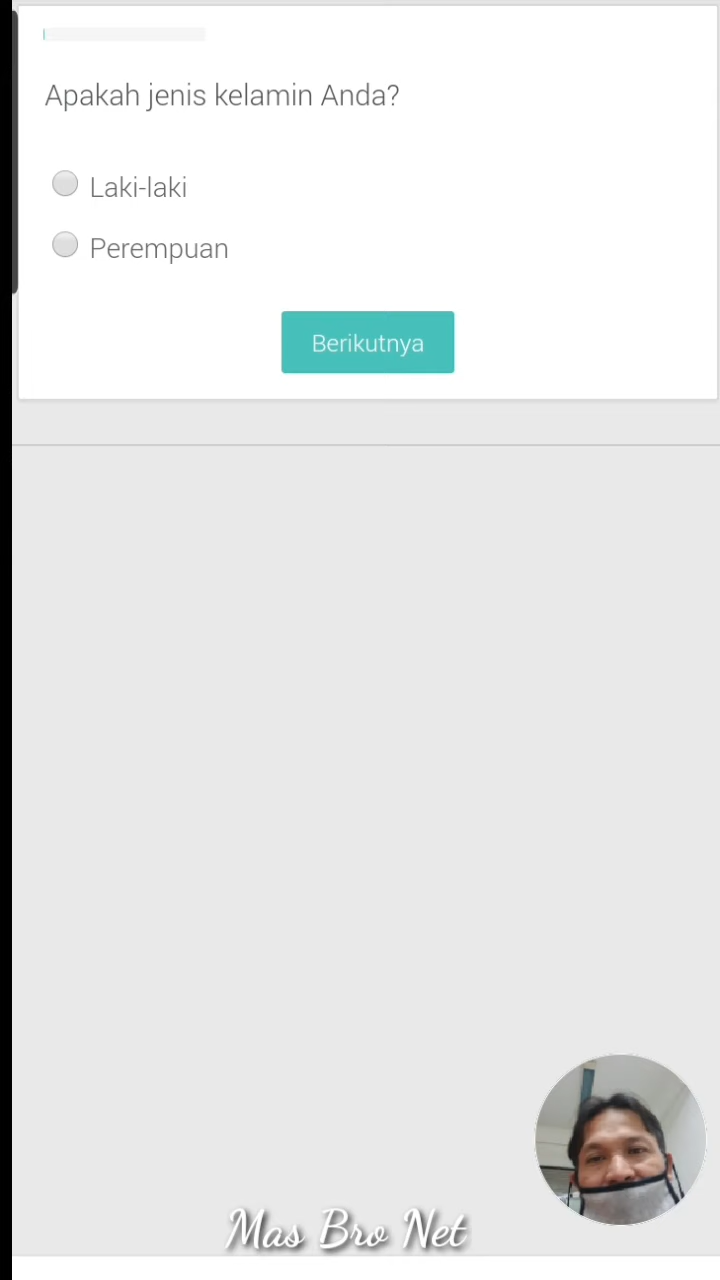 Apakah jenis kelamin Anda?
Laki-laki
Perempuan
Berikutnya
Mas Bro Net